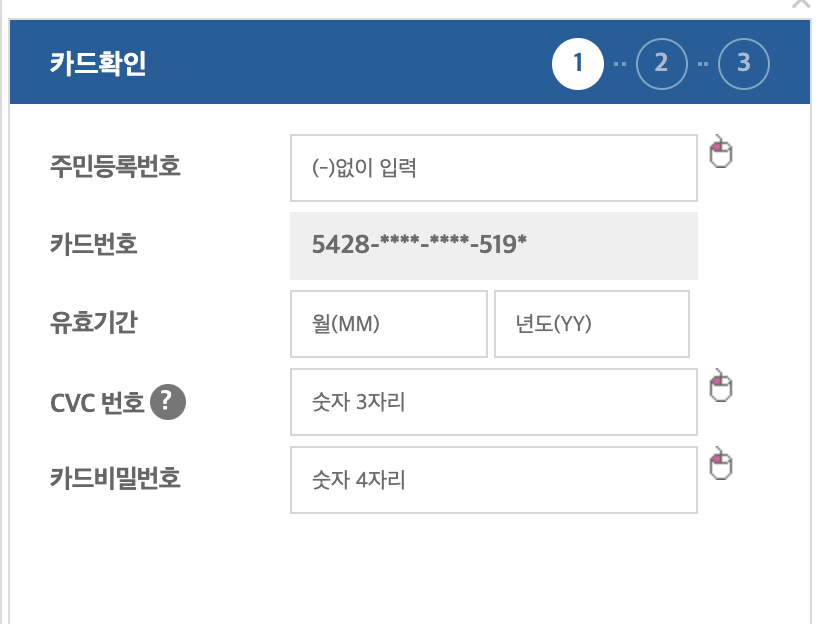 카드확인
1 ·· 2 ·· 3
주민등록번호 (-)없이 입력
카드번호 5428-****-****-519*
유효기간 월(MM) 년도(YY)
CVC 번호 ? 숫자 3자리
카드비밀번호 숫자 4자리